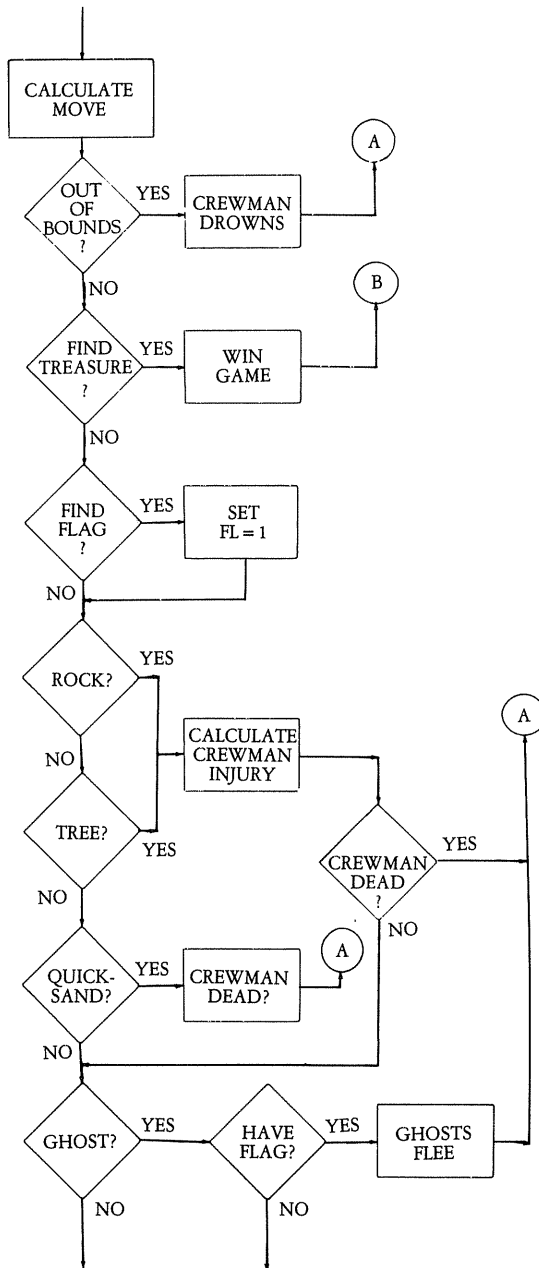 CALCULATE
MOVE
OUT
OF
BOUNDS
?
YES
CREWMAN
DROWNS
A
NO
FIND
TREASURE
?
YES
WIN
GAME
B
NO
FIND
FLAG
?
YES
SET
FL = 1
NO
ROCK?
YES
NO
CALCULATE
CREWMAN
INJURY
A
TREE?
YES
NO
CREWMAN
DEAD
?
YES
NO
QUICK-
SAND?
YES
CREWMAN
DEAD?
A
NO
GHOST?
YES
HAVE
FLAG?
YES
GHOSTS
FLEE
NO
NO